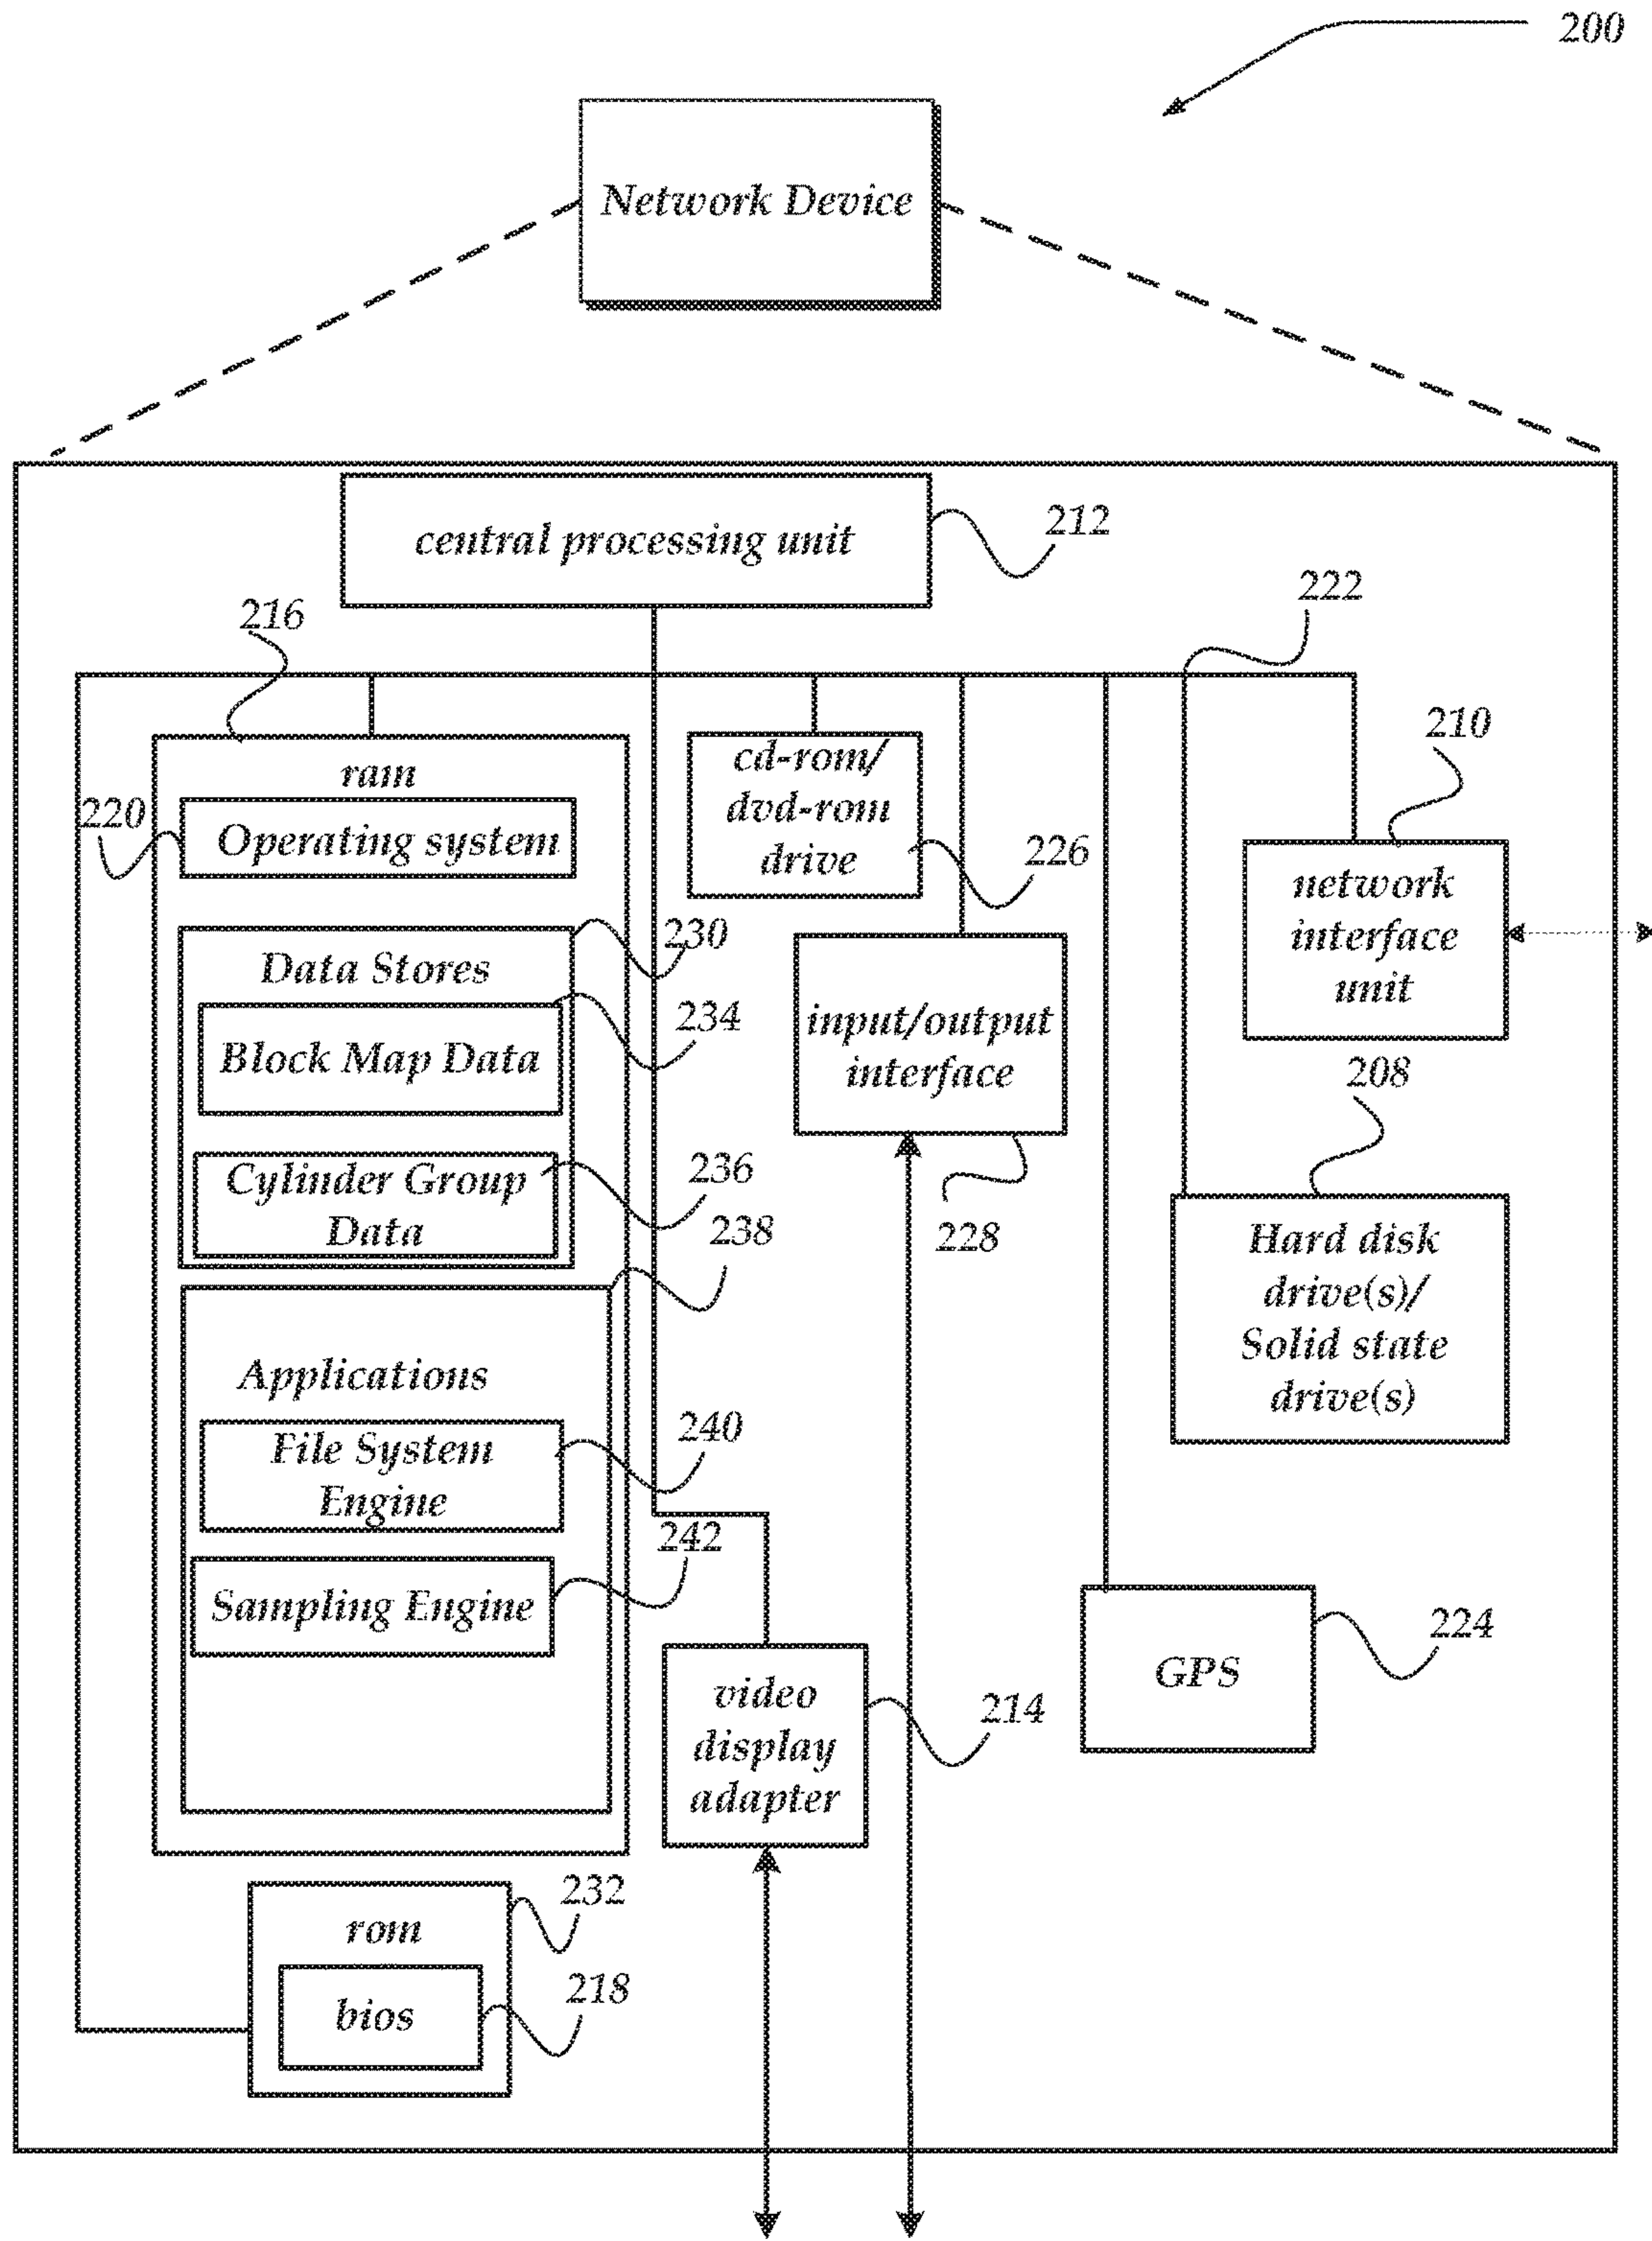 200
Network Device
central processing unit
212
222
216
210
ram
cd-rom/
dvd-rom
drive
220
Operating system
226
network
interface
unit
230
Data Stores
234
Block Map Data
input/output
interface
208
236
Cylinder Group
Data
238
228
Hard disk
drive(s)/
Solid state
drive(s)
Applications
240
File System
Engine
242
Sampling Engine
224
GPS
video
display
adapter
214
232
rom
218
bios